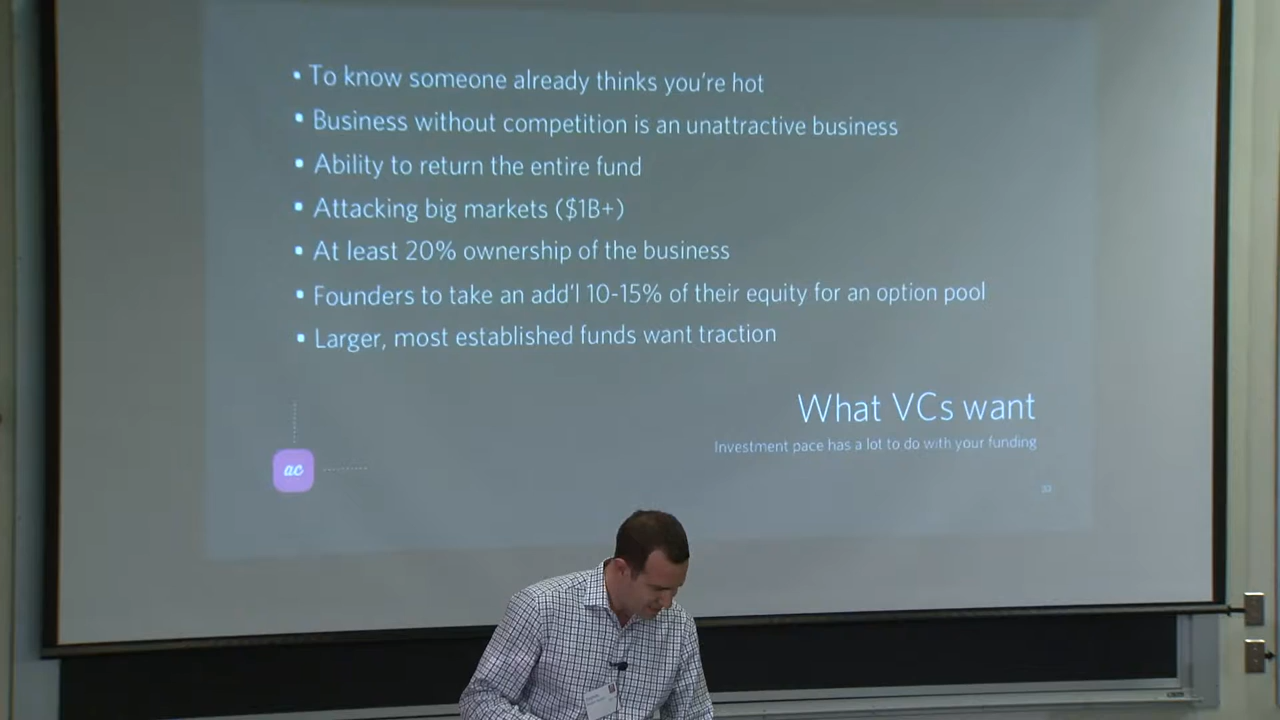 • To know someone already thinks you're hot
• Business without competition is an unattractive business
• Ability to return the entire fund
• Attacking big markets ($1B+)
• At least 20% ownership of the business
• Founders to take an add'l 10-15% of their equity for an option pool
• Larger, most established funds want traction
What VCs want
Investment pace has a lot to do with your funding
ac